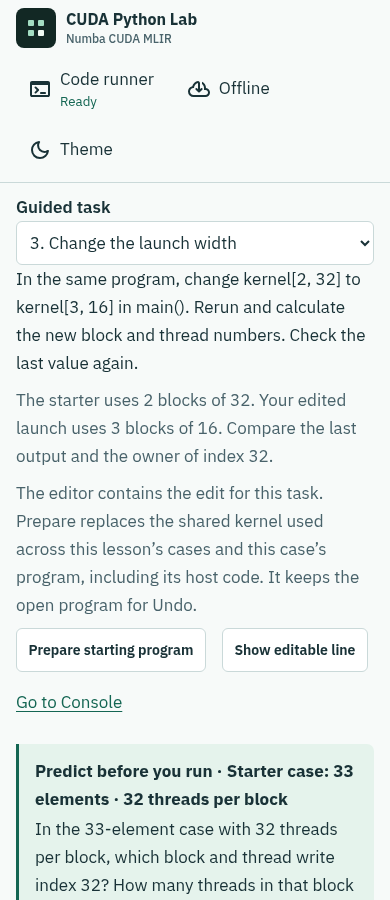 CUDA Python Lab
Numba CUDA MLIR
Code runner
Ready
Offline
Theme
Guided task
3. Change the launch width
In the same program, change kernel[2, 32] to
kernel[3, 16] in main(). Rerun and calculate
the new block and thread numbers. Check the
last value again.
The starter uses 2 blocks of 32. Your edited
launch uses 3 blocks of 16. Compare the last
output and the owner of index 32.
The editor contains the edit for this task.
Prepare replaces the shared kernel used
across this lesson’s cases and this case’s
program, including its host code. It keeps the
open program for Undo.
Prepare starting program
Show editable line
Go to Console
Predict before you run · Starter case: 33
elements · 32 threads per block
In the 33-element case with 32 threads
per block, which block and thread write
index 32? How many threads in that block